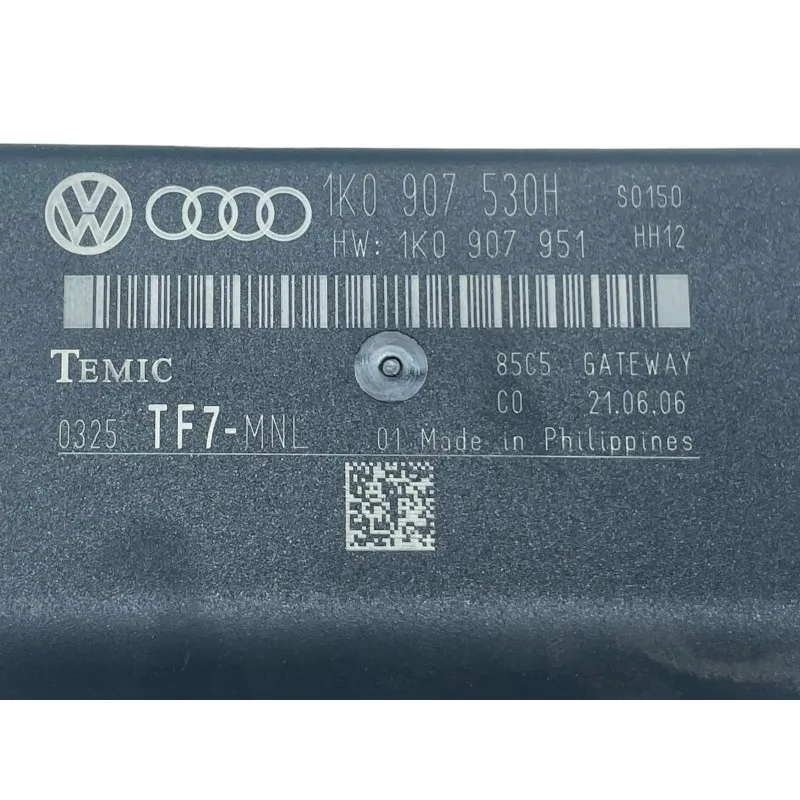 1K0 907 530H S0150
HW: 1K0 907 951 HH12
TEMIC 85C5 GATEWAY
C0 21.06.06
0325 TF7-MNL 01 Made in Philippines